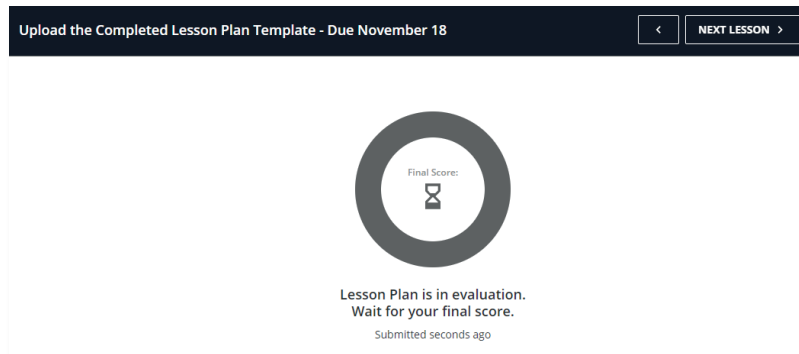 Upload the Completed Lesson Plan Template - Due November 18
< NEXT LESSON >
Final Score:
Lesson Plan is in evaluation.
Wait for your final score.
Submitted seconds ago